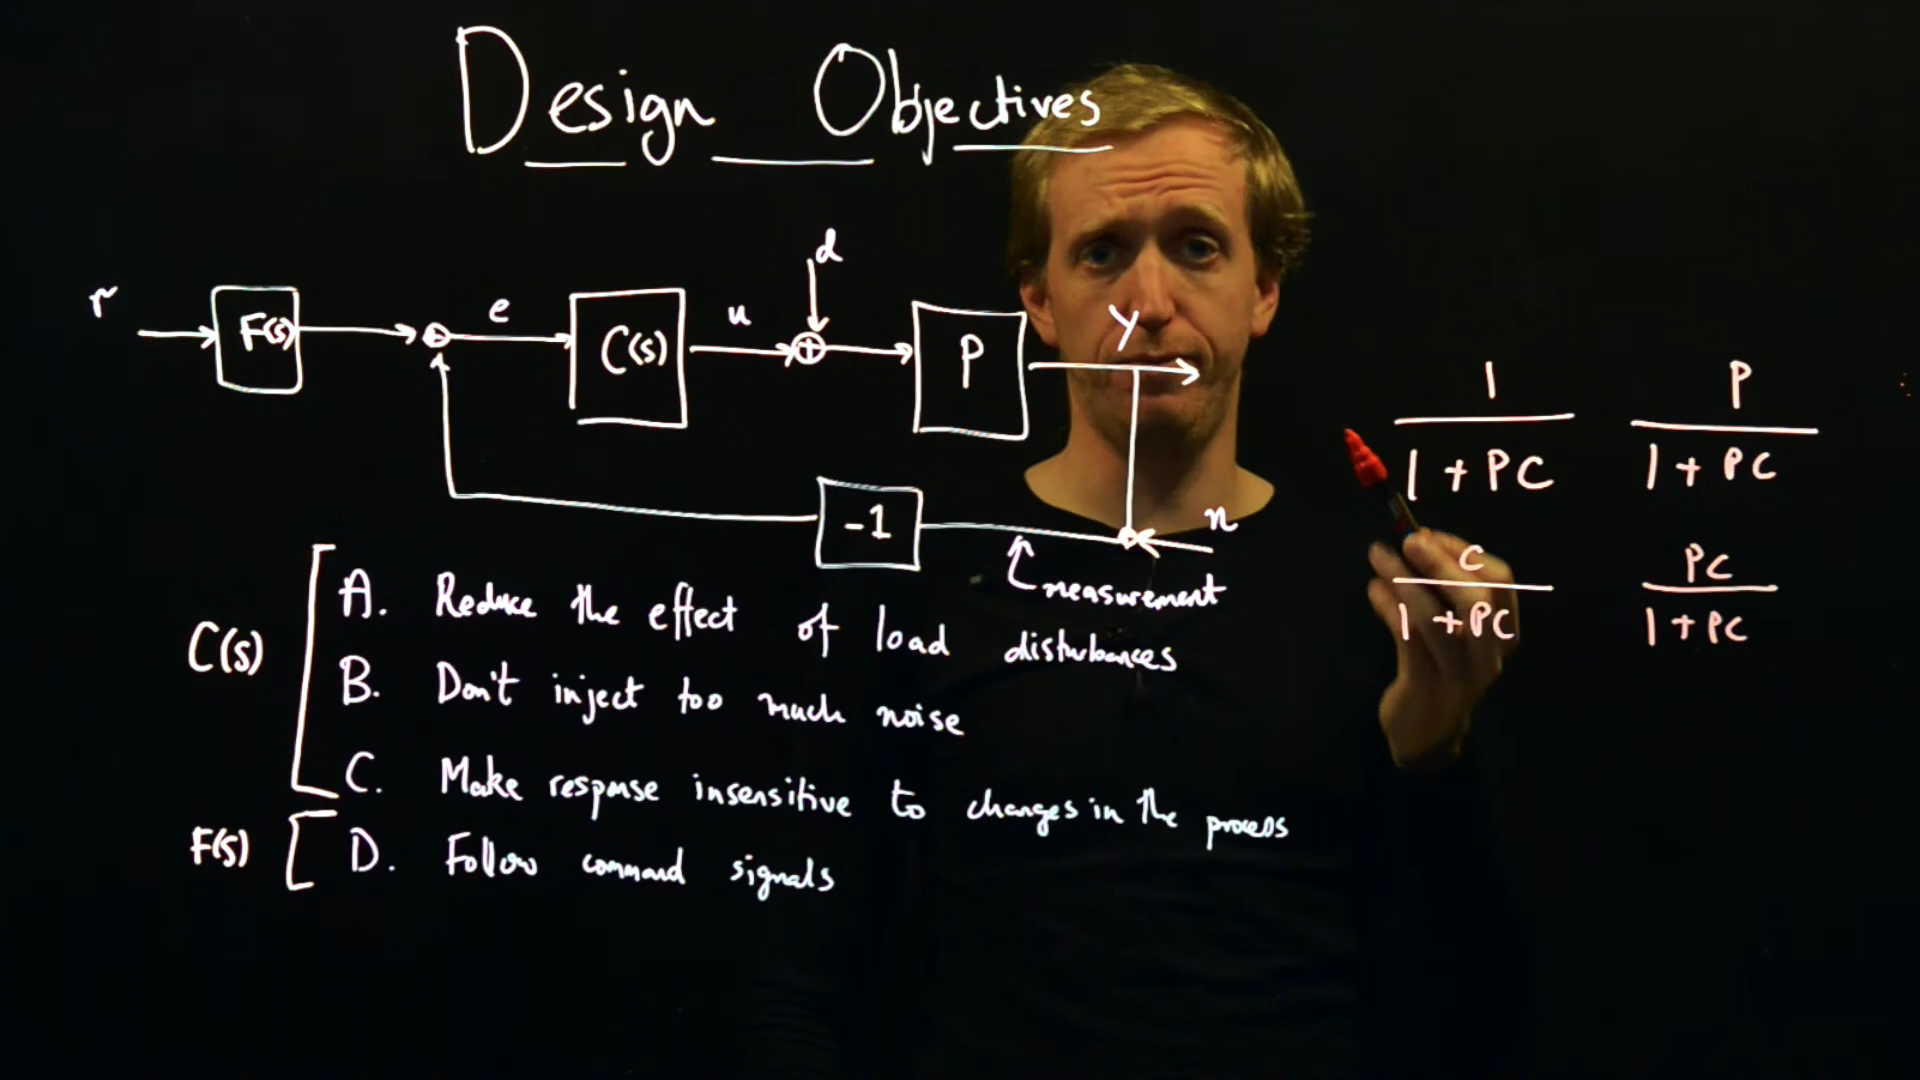 Design Objectives
r F(s) e C(s) u d P y
-1 n
measurement
C(s)
A. Reduce the effect of load disturbances
B. Don't inject too much noise
C. Make response insensitive to changes in the process
F(s)
D. Follow command signals
1 P
1 + PC 1 + PC
C PC
1 + PC 1 + PC